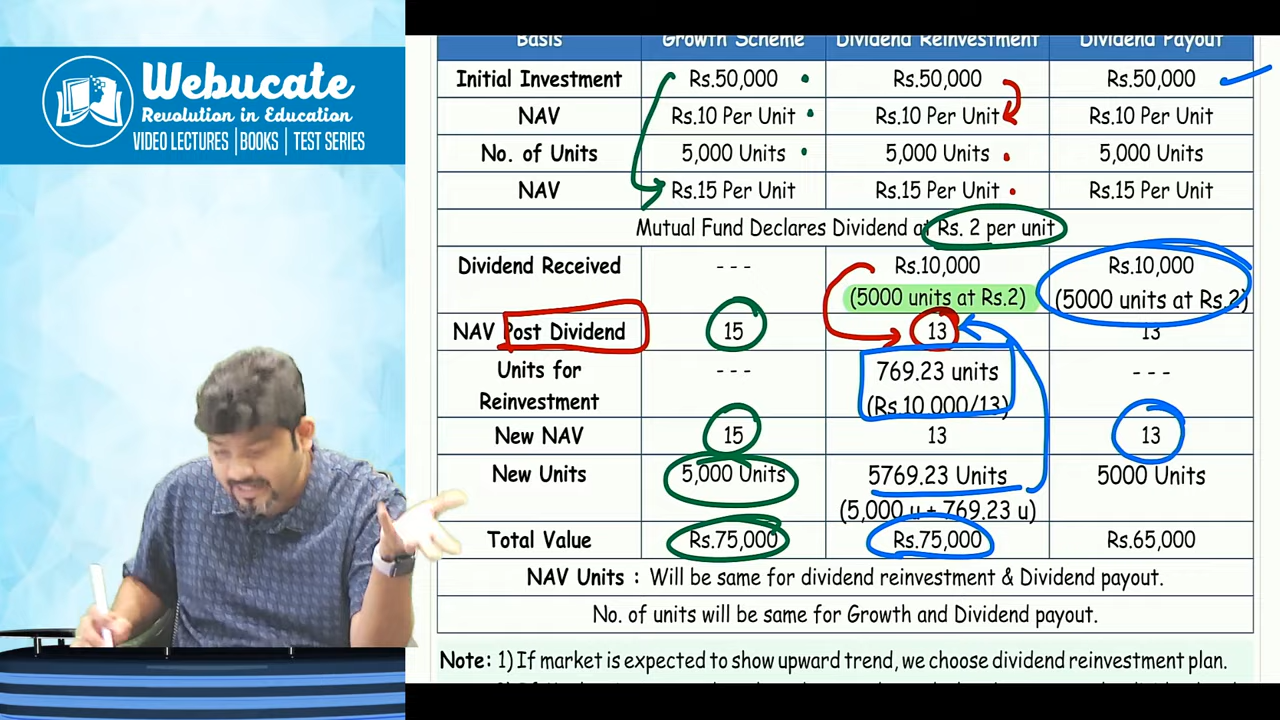 Webucate
Revolution in Education
VIDEO LECTURES | BOOKS | TEST SERIES
Basis Growth Scheme Dividend Reinvestment Dividend Payout
Initial Investment Rs.50,000 Rs.50,000 Rs.50,000
NAV Rs.10 Per Unit Rs.10 Per Unit Rs.10 Per Unit
No. of Units 5,000 Units 5,000 Units 5,000 Units
NAV Rs.15 Per Unit Rs.15 Per Unit Rs.15 Per Unit
Mutual Fund Declares Dividend at Rs. 2 per unit
Dividend Received - - - Rs.10,000 Rs.10,000
(5000 units at Rs.2) (5000 units at Rs.2)
NAV Post Dividend 15 13 13
Units for 769.23 units
Reinvestment - - - (Rs.10 000/13) - - -
New NAV 15 13 13
New Units 5,000 Units 5769.23 Units 5000 Units
(5,000 u + 769.23 u)
Total Value Rs.75,000 Rs.75,000 Rs.65,000
NAV Units : Will be same for dividend reinvestment & Dividend payout.
No. of units will be same for Growth and Dividend payout.
Note: 1) If market is expected to show upward trend, we choose dividend reinvestment plan.